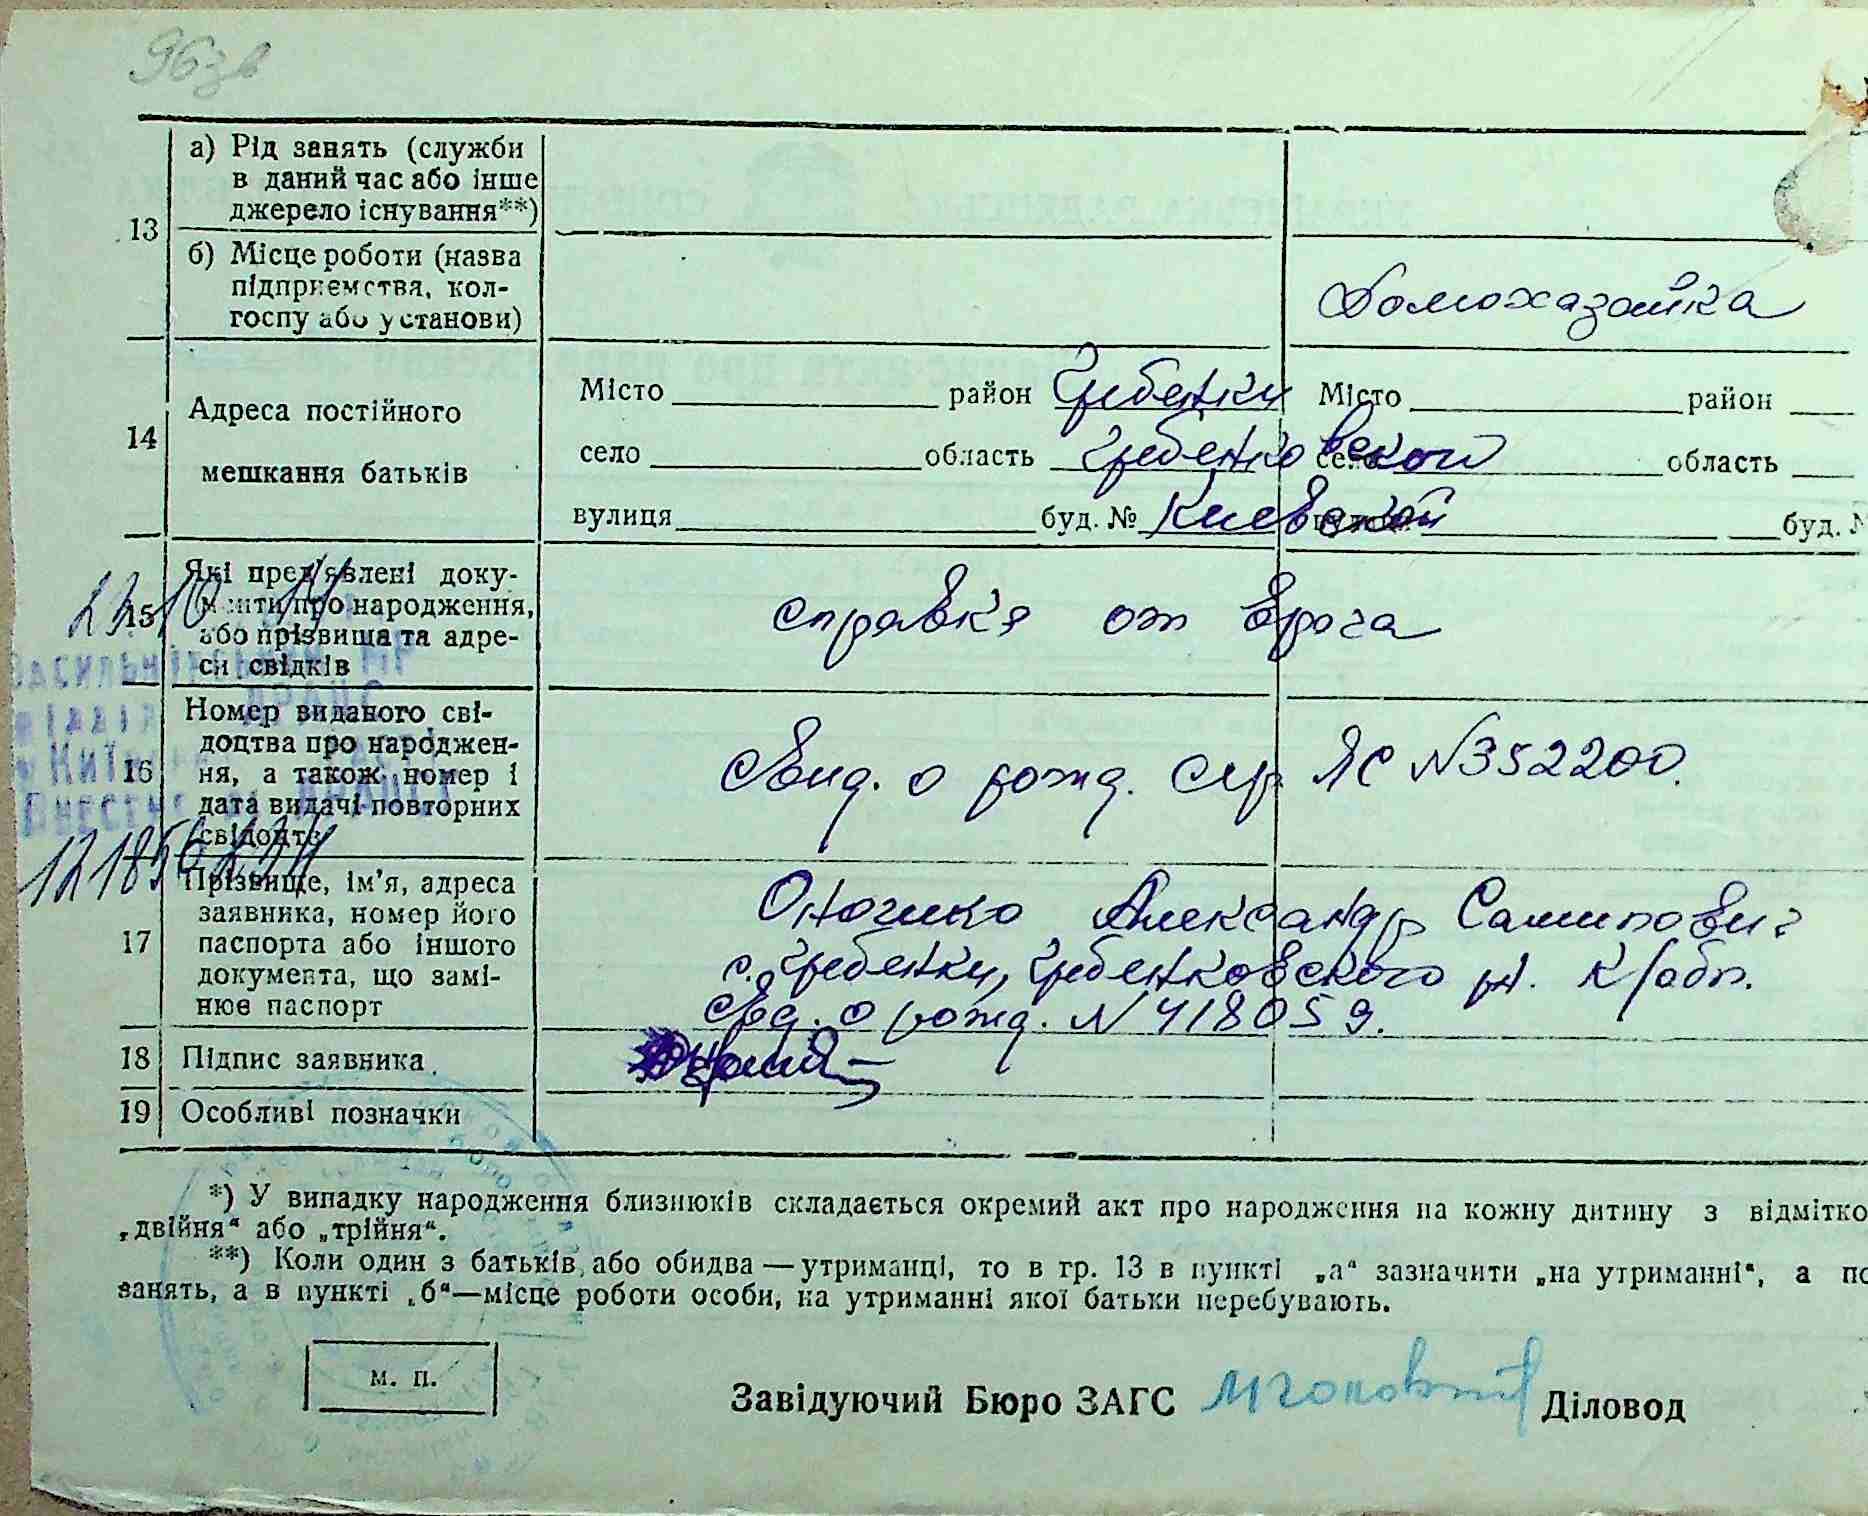 96зв
а) Рід занять (служби
в даний час або інше
джерело існування**)
13
б) Місце роботи (назва
підприємства, кол-
госпу або установи)
Домохазяйка
14
Адреса постійного
мешкання батьків
Місто район Гребенки Місто район
село область Гребенковской село область
вулиця буд. № Киевской буд. №
15
Які пред'явлені доку-
менти про народження,
або прізвища та адре-
си свідків
справка от врача
16
Номер виданого сві-
доцтва про народжен-
ня, а також номер і
дата видачі повторних
свідоцтв
Свид. о рожд. сер ЯС №352200.
17
Прізвище, ім'я, адреса
заявника, номер його
паспорта або іншого
документа, що замі-
нює паспорт
Александр
с. Гребенки, Гребенковского рн. К/обл.
о рожд. N 418059.
18 Підпис заявника
19 Особливі позначки
*) У випадку народження близнюків складається окремий акт про народження на кожну дитину з відмітко
„двійня“ або „трійня“.
**) Коли один з батьків, або обидва — утриманці, то в гр. 13 в пункті „а“ зазначити „на утриманні“, а по
занять, а в пункті „б“—місце роботи особи, на утриманні якої батьки перебувають.
м. п.
Завідуючий Бюро ЗАГС Діловод